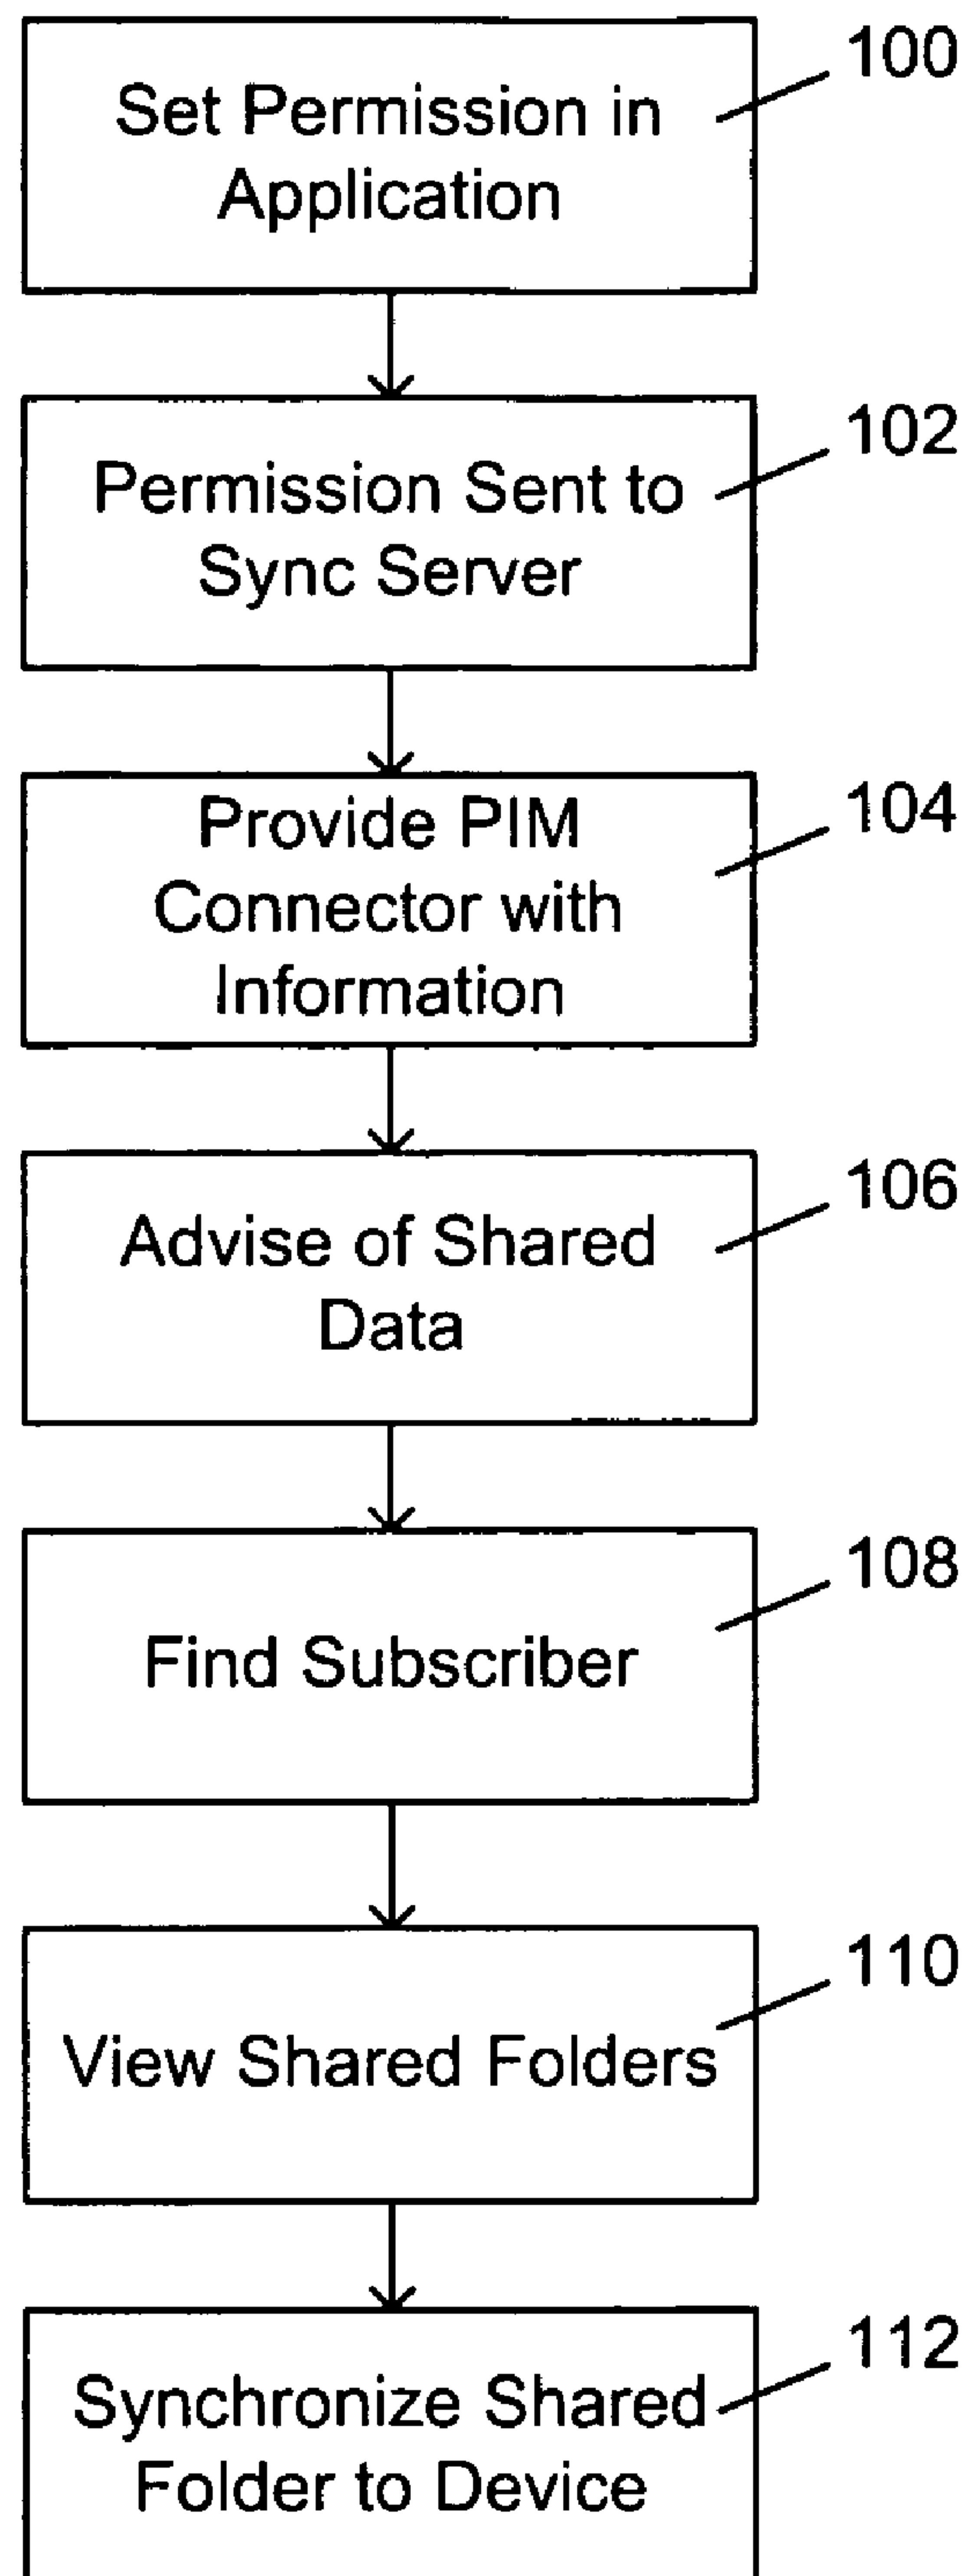 100
Set Permission in
Application
102
Permission Sent to
Sync Server
104
Provide PIM
Connector with
Information
106
Advise of Shared
Data
108
Find Subscriber
110
View Shared Folders
112
Synchronize Shared
Folder to Device